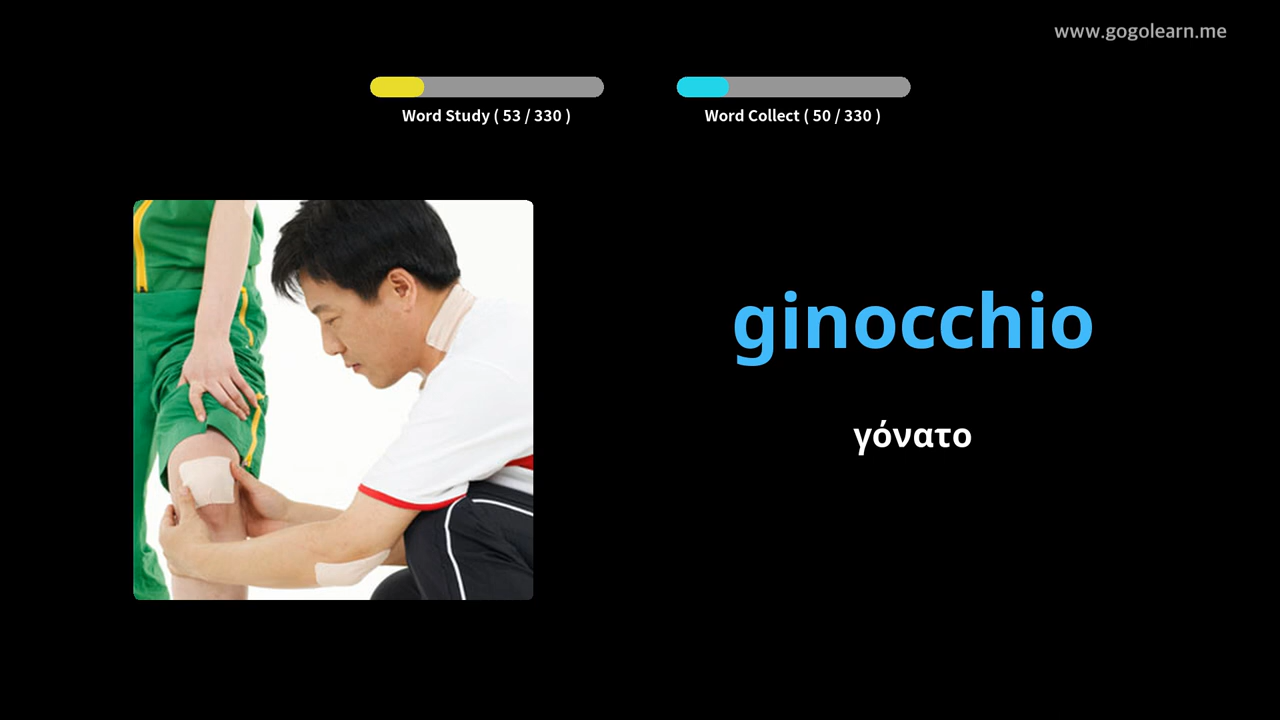 www.gogolearn.me
Word Study ( 53 / 330 )
Word Collect ( 50 / 330 )
ginocchio
γόνατο